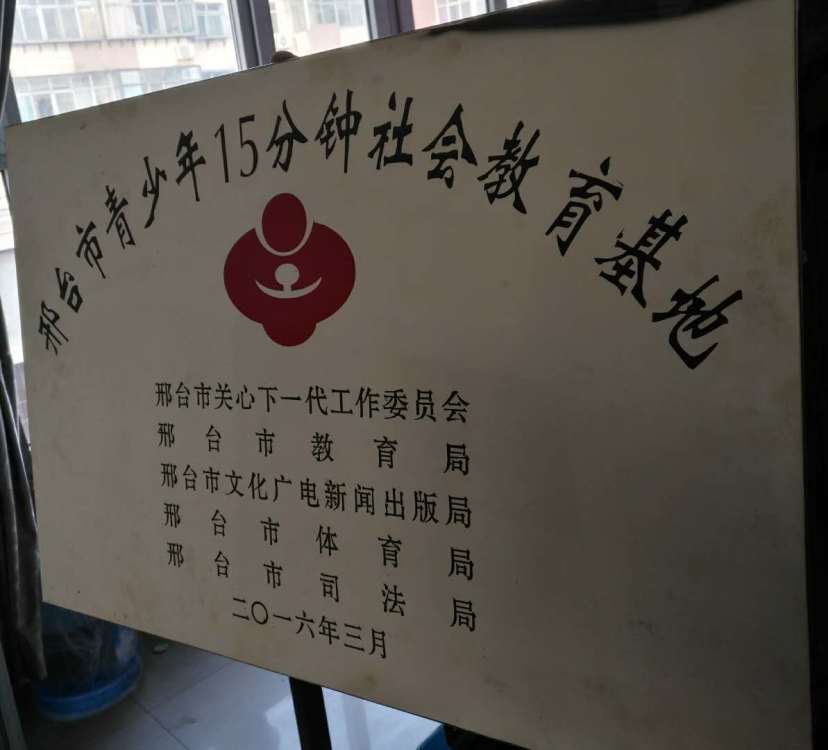 邢台市青少年15分钟社会教育基地
邢台市关心下一代工作委员会
邢台市教育局
邢台市文化广电新闻出版局
邢台市体育局
邢台市司法局
二〇一六年三月